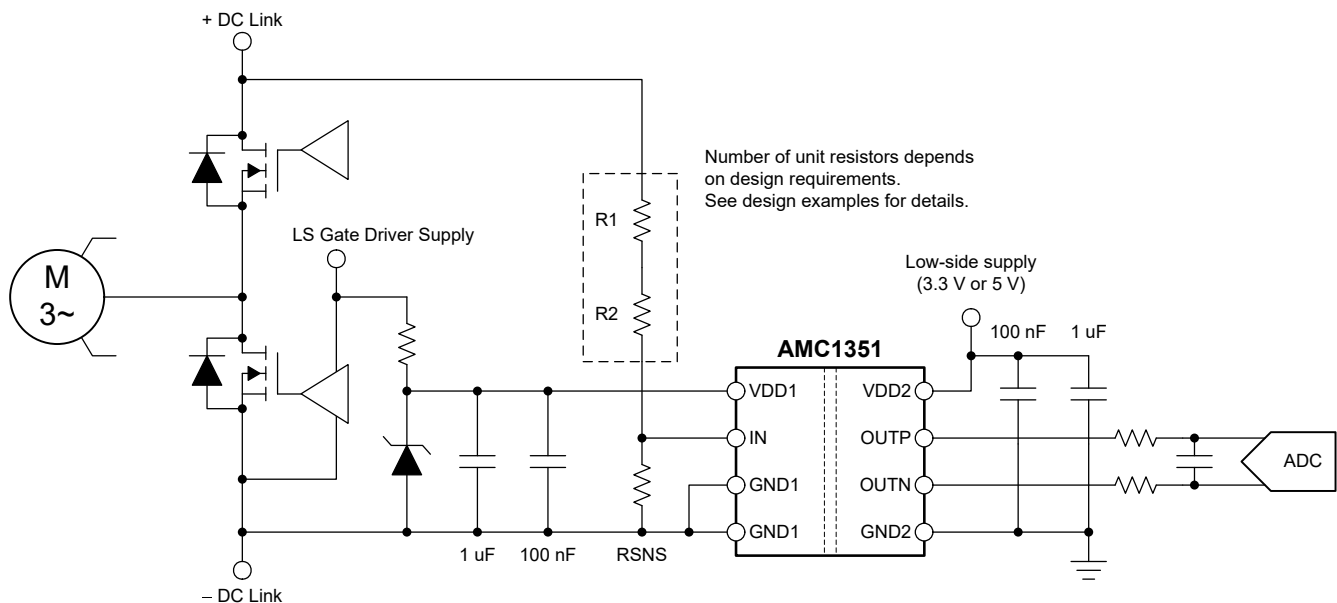 + DC Link
Number of unit resistors depends
on design requirements.
See design examples for details.
R1
LS Gate Driver Supply
Low-side supply
(3.3 V or 5 V)
M
3~
R2
100 nF
1 uF
AMC1351
VDD1
VDD2
IN
OUTP
ADC
GND1
OUTN
GND1
GND2
1 uF
100 nF
RSNS
– DC Link